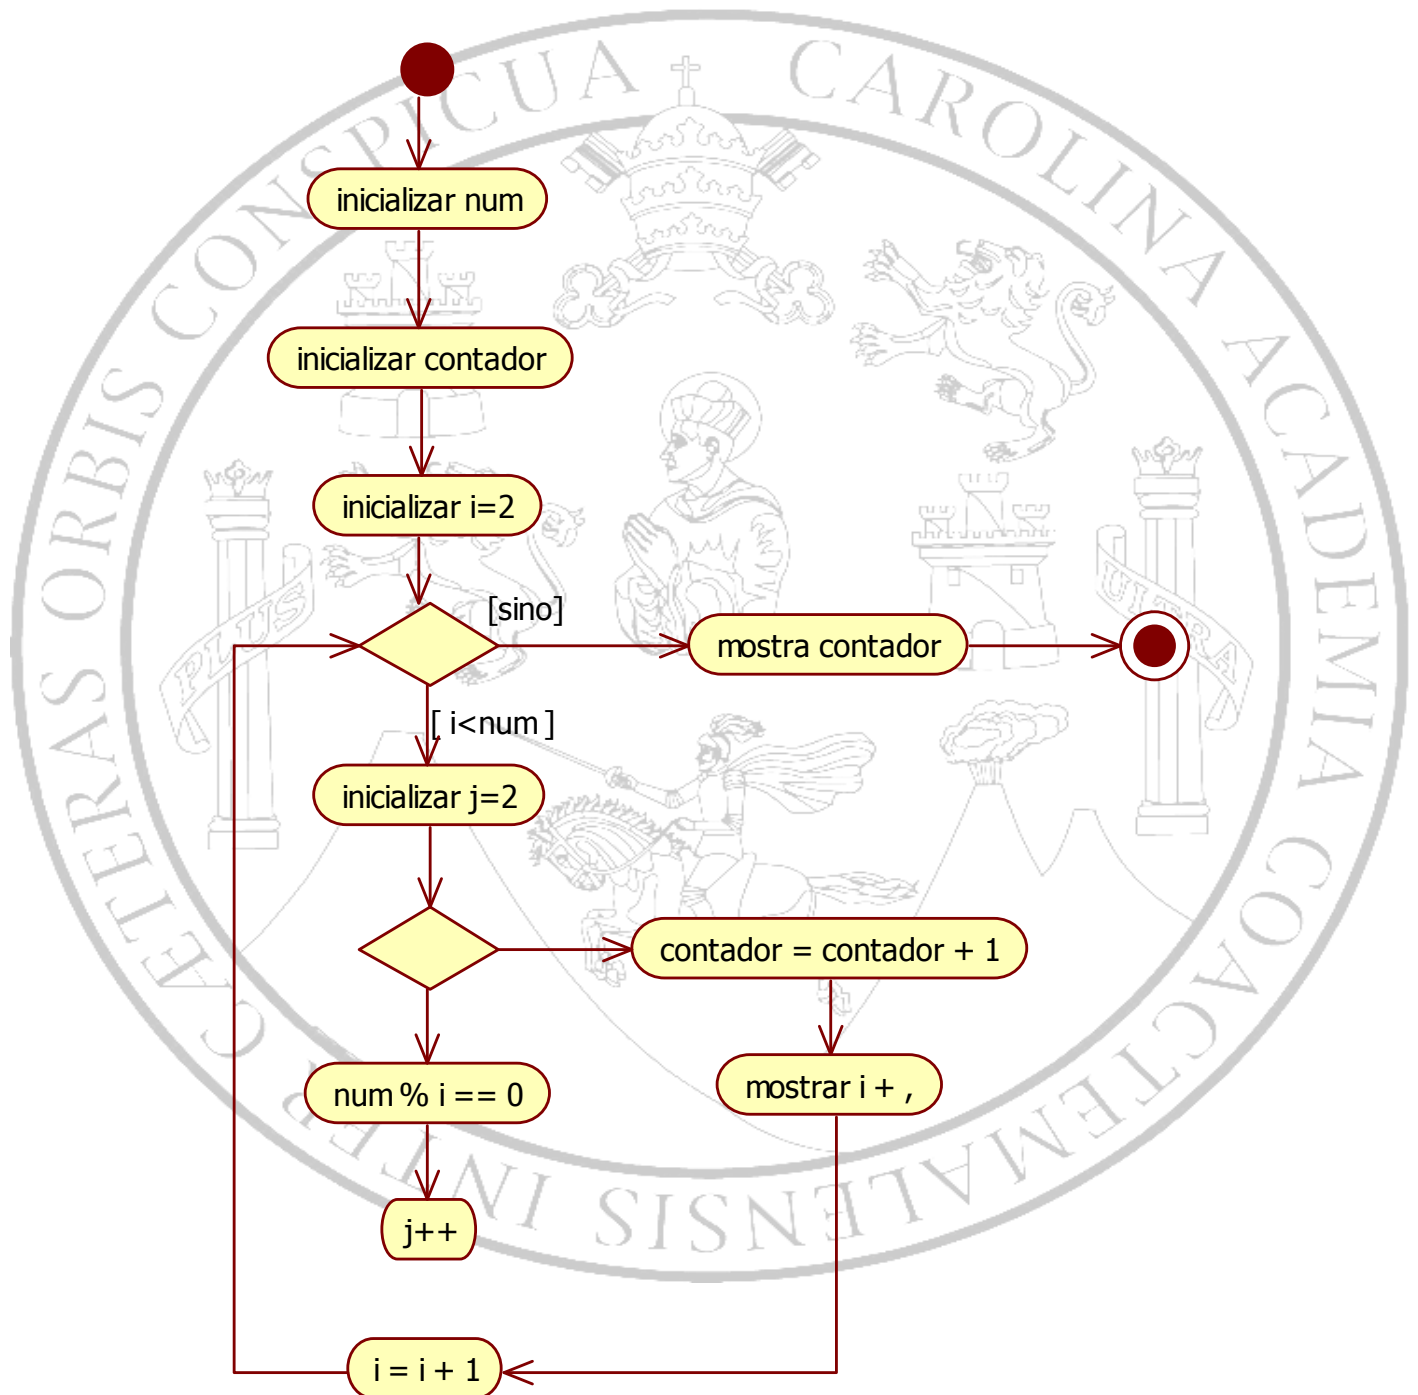 inicializar num
inicializar contador
inicializar i=2
[sino]
mostra contador
[ i<num ]
inicializar j=2
contador = contador + 1
num % i == 0
mostrar i + ,
j++
i = i + 1
CAETERAS ORBIS CONSPICUA CAROLINA ACADEMIA COACTEMALENSIS INTER
PLUS
ULTRA